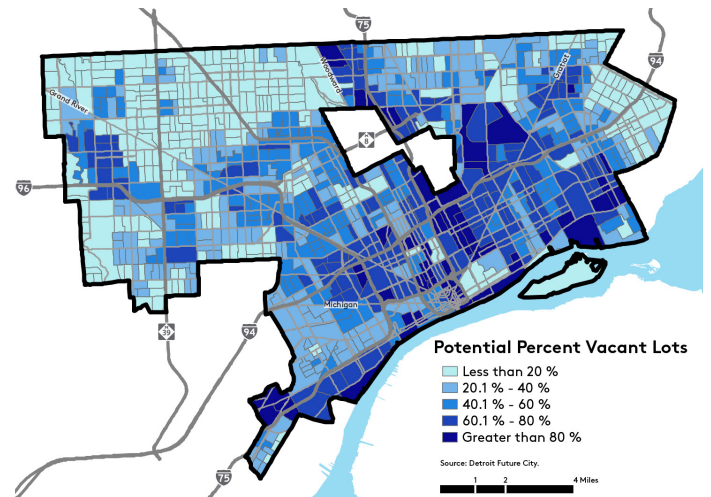 75
94
Woodward
Gratiot
Grand River
8
96
Michigan
39
94
75
Potential Percent Vacant Lots
Less than 20 %
20.1 % - 40 %
40.1 % - 60 %
60.1 % - 80 %
Greater than 80 %
Source: Detroit Future City.
1 2 4 Miles